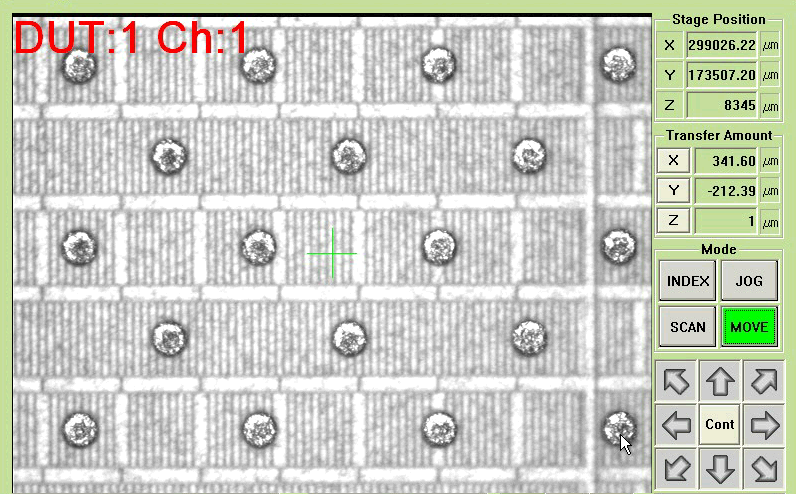 DUT:1 Ch:1
Stage Position
X 299026.22 μm
Y 173507.20 μm
Z 8345 μm
Transfer Amount
X 341.60 μm
Y -212.39 μm
Z 1 μm
Mode
INDEX JOG
SCAN MOVE
Cont